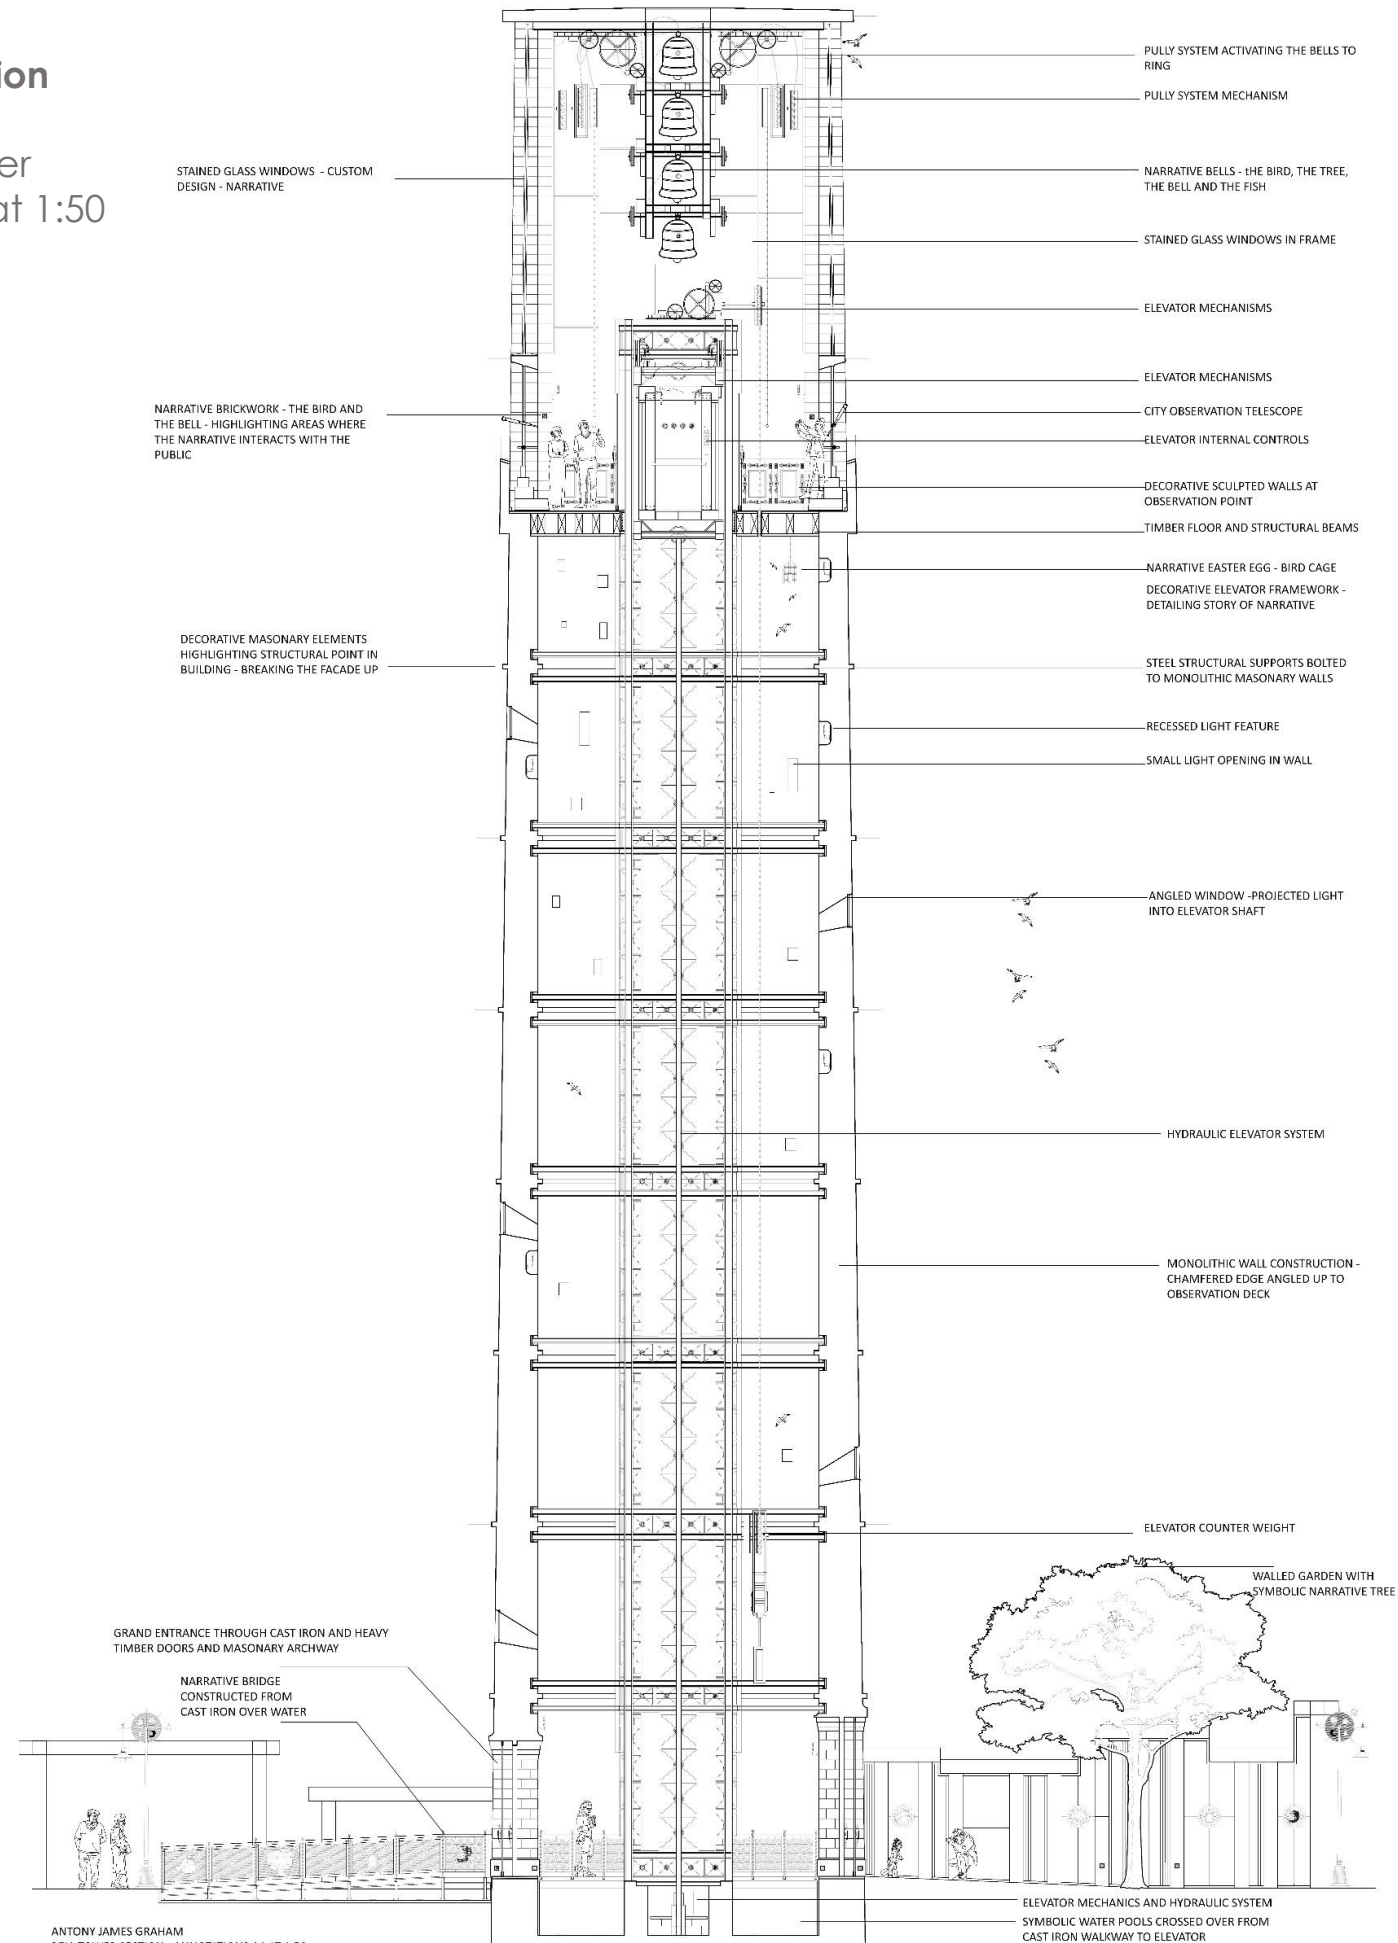 er
at 1:50
PULLY SYSTEM ACTIVATING THE BELLS TO
RING
PULLY SYSTEM MECHANISM
STAINED GLASS WINDOWS - CUSTOM
DESIGN - NARRATIVE
NARRATIVE BELLS - tHE BIRD, THE TREE,
THE BELL AND THE FISH
STAINED GLASS WINDOWS IN FRAME
ELEVATOR MECHANISMS
ELEVATOR MECHANISMS
NARRATIVE BRICKWORK - THE BIRD AND
THE BELL - HIGHLIGHTING AREAS WHERE
THE NARRATIVE INTERACTS WITH THE
PUBLIC
CITY OBSERVATION TELESCOPE
ELEVATOR INTERNAL CONTROLS
DECORATIVE SCULPTED WALLS AT
OBSERVATION POINT
TIMBER FLOOR AND STRUCTURAL BEAMS
NARRATIVE EASTER EGG - BIRD CAGE
DECORATIVE ELEVATOR FRAMEWORK -
DETAILING STORY OF NARRATIVE
DECORATIVE MASONARY ELEMENTS
HIGHLIGHTING STRUCTURAL POINT IN
BUILDING - BREAKING THE FACADE UP
STEEL STRUCTURAL SUPPORTS BOLTED
TO MONOLITHIC MASONARY WALLS
RECESSED LIGHT FEATURE
SMALL LIGHT OPENING IN WALL
ANGLED WINDOW -PROJECTED LIGHT
INTO ELEVATOR SHAFT
HYDRAULIC ELEVATOR SYSTEM
MONOLITHIC WALL CONSTRUCTION -
CHAMFERED EDGE ANGLED UP TO
OBSERVATION DECK
ELEVATOR COUNTER WEIGHT
WALLED GARDEN WITH
SYMBOLIC NARRATIVE TREE
GRAND ENTRANCE THROUGH CAST IRON AND HEAVY
TIMBER DOORS AND MASONARY ARCHWAY
NARRATIVE BRIDGE
CONSTRUCTED FROM
CAST IRON OVER WATER
ELEVATOR MECHANICS AND HYDRAULIC SYSTEM
SYMBOLIC WATER POOLS CROSSED OVER FROM
CAST IRON WALKWAY TO ELEVATOR
ANTONY JAMES GRAHAM